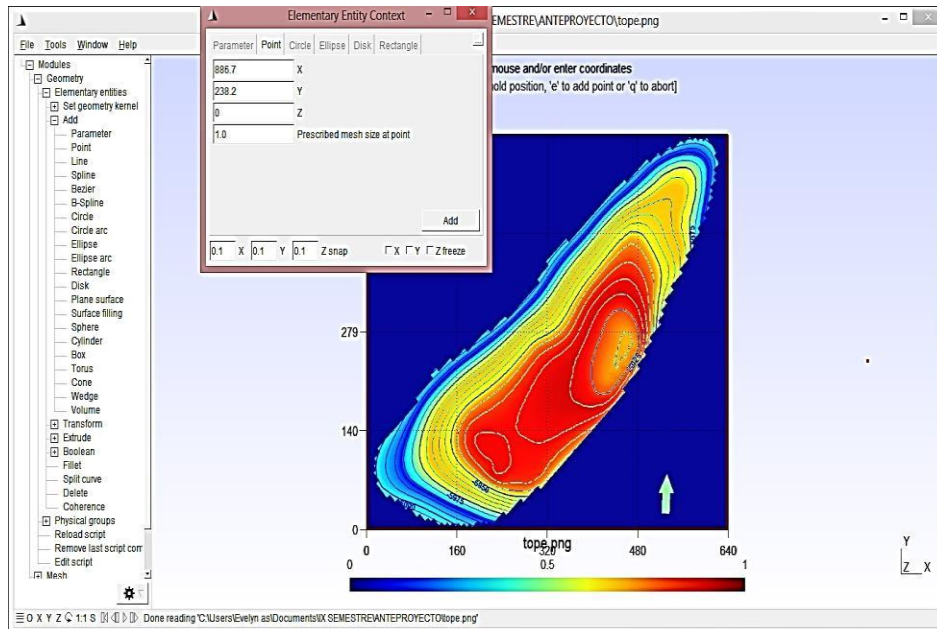 Elementary Entity Context
SEMESTRE\ANTEPROYECTO\tope.png
File Tools Window Help
Parameter Point Circle Ellipse Disk Rectangle
...
886.7 X
238.2 Y
0 Z
1.0 Prescribed mesh size at point
Add
0.1 X 0.1 Y 0.1 Z snap X Y Z freeze
mouse and/or enter coordinates
old position, 'e' to add point or 'q' to abort]
Modules
Geometry
Elementary entities
Set geometry kernel
Add
Parameter
Point
Line
Spline
Bezier
B-Spline
Circle
Circle arc
Ellipse
Ellipse arc
Rectangle
Disk
Plane surface
Surface filling
Sphere
Cylinder
Box
Torus
Cone
Wedge
Volume
Transform
Extrude
Boolean
Fillet
Split curve
Delete
Coherence
Physical groups
Reload script
Remove last script com
Edit script
Mesh
279
140
0
0 160 320 480 640
tope.png
0 0.5 1
-5950
-5975
Y
Z X
O X Y Z 1:1 S Done reading 'C:\Users\Evelyn as\Documents\IX SEMESTRE\ANTEPROYECTO\tope.png'